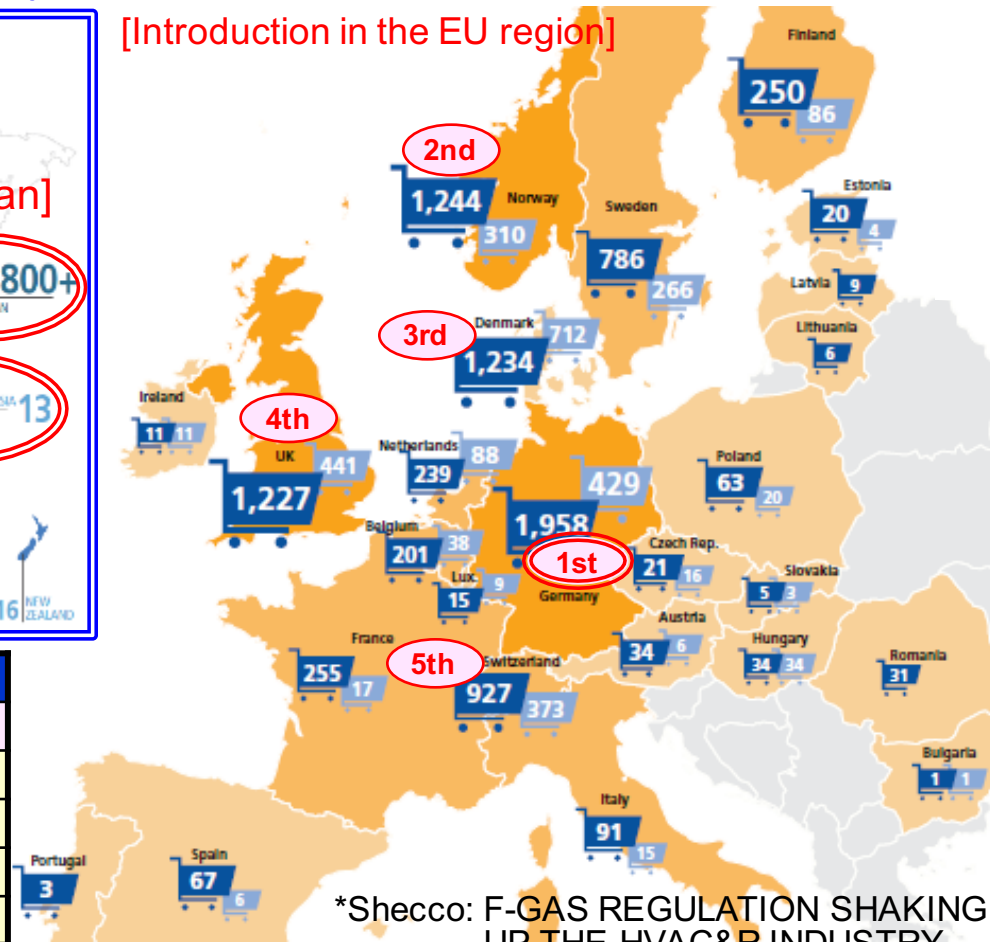 [Introduction in the EU region]
an]
800+
13
16 NEW
ZEALAND
Finland
250
86
2nd
1,244
Norway
310
Sweden
786
266
Estonia
20
4
Latvia
9
Lithuania
6
3rd
Denmark
712
1,234
Ireland
11 11
4th
UK
441
1,227
Netherlands
88
239
429
1,958
1st
Germany
Poland
63
20
Belgium
38
201
Lux.
9
15
Czech Rep.
21
16
Slovakia
5 3
Austria
34
6
Hungary
34 34
Romania
31
France
255
17
5th
Switzerland
927
373
Bulgaria
1 1
Italy
91
15
Portugal
3
Spain
67
6
*Shecco: F-GAS REGULATION SHAKING
UP THE HVAC&R INDUSTRY